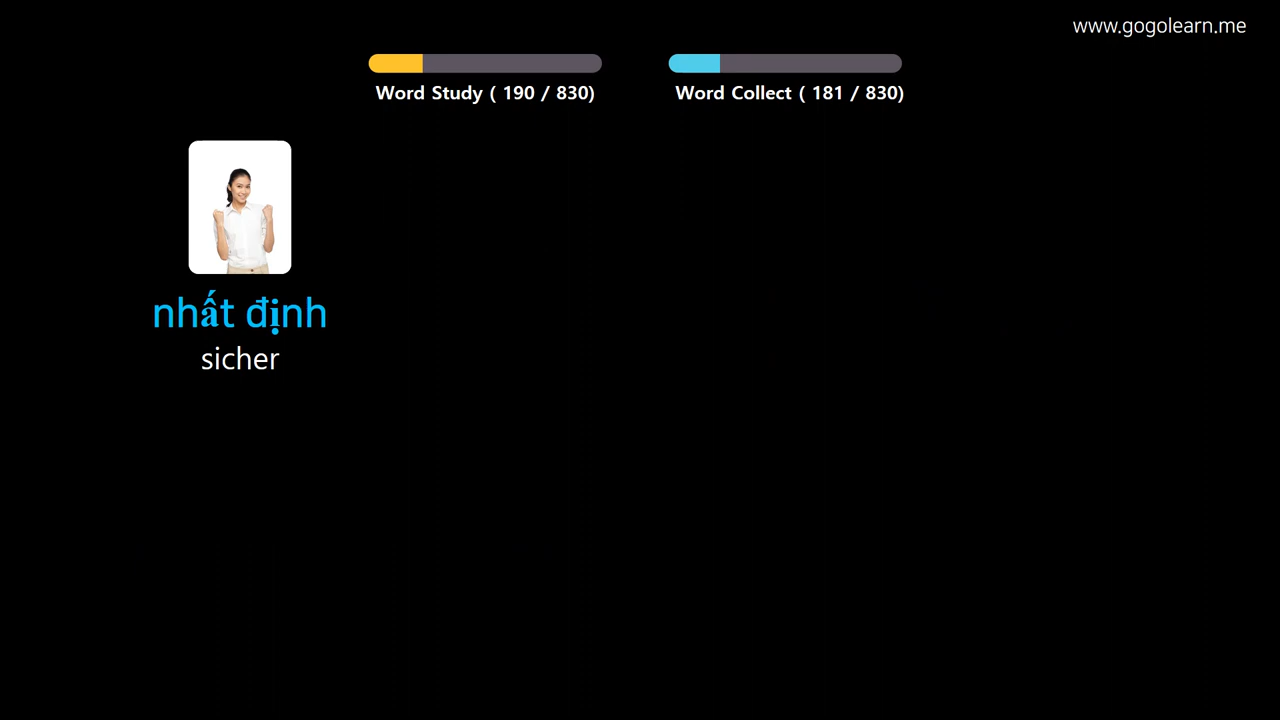 www.gogolearn.me
Word Study ( 190 / 830)
Word Collect ( 181 / 830)
nhất định
sicher